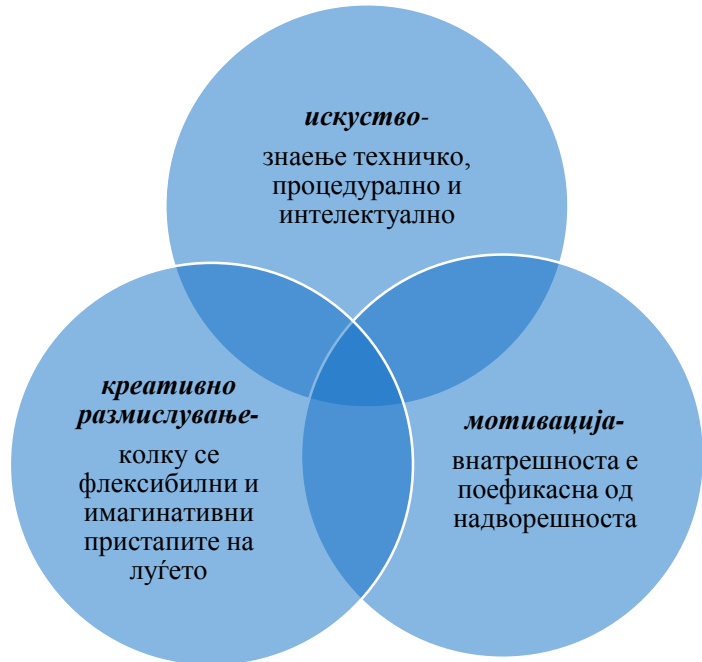 искуство-
знаење техничко,
процедурално и
интелектуално
креативно
размислување-
колку се
флексибилни и
имагинативни
пристапите на
луѓето
мотивација-
внатрешноста е
поефикасна од
надворешноста